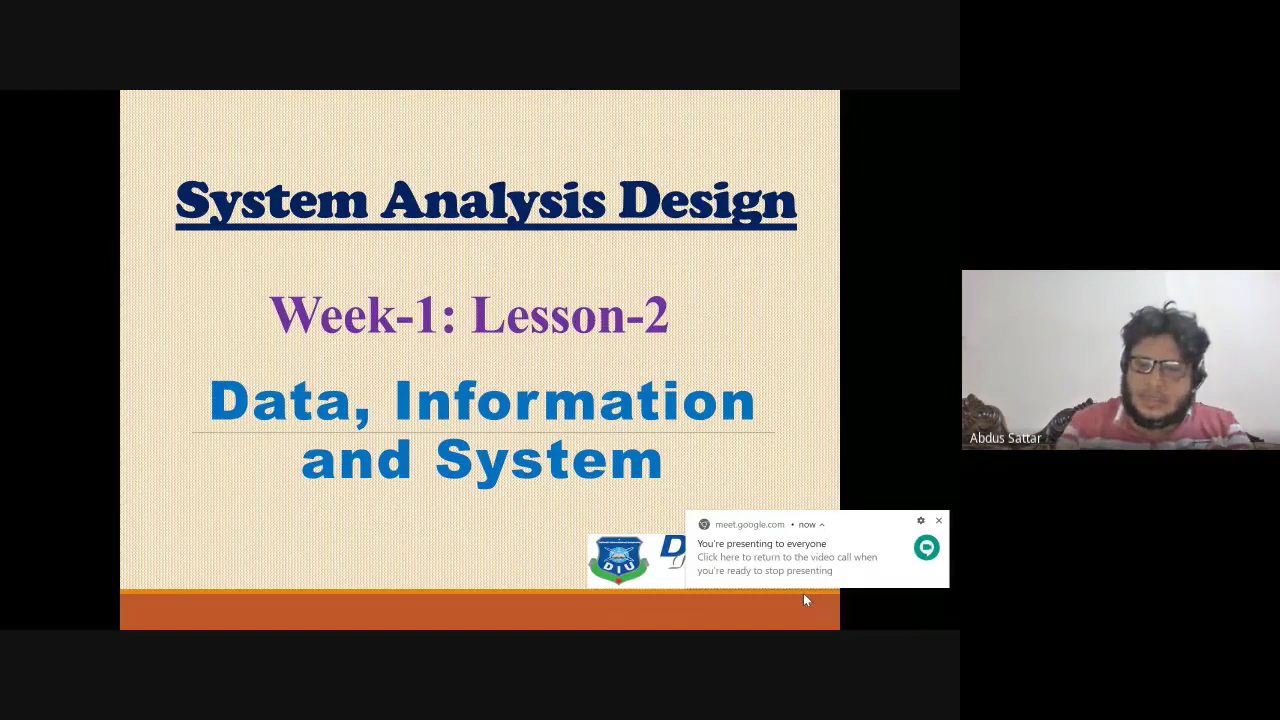 System Analysis Design
Week-1: Lesson-2
Data, Information
and System
DIU
D
meet.google.com • now
You're presenting to everyone
Click here to return to the video call when
you're ready to stop presenting
Abdus Sattar